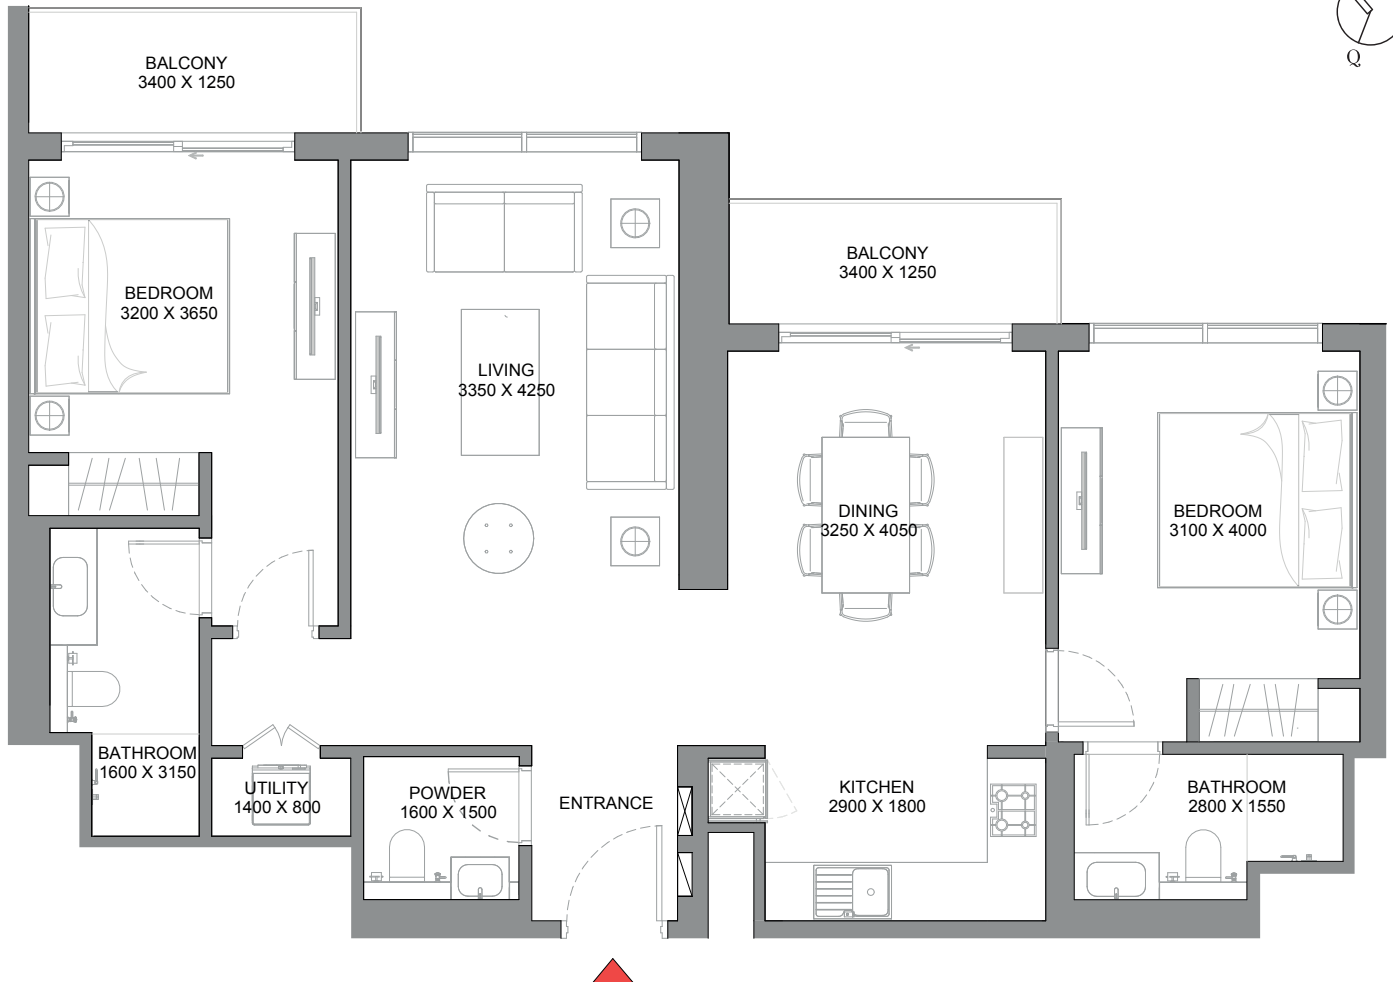 Q
BALCONY
3400 X 1250
BALCONY
3400 X 1250
BEDROOM
3200 X 3650
LIVING
3350 X 4250
DINING
3250 X 4050
BEDROOM
3100 X 4000
BATHROOM
1600 X 3150
UTILITY
1400 X 800
POWDER
1600 X 1500
ENTRANCE
KITCHEN
2900 X 1800
BATHROOM
2800 X 1550